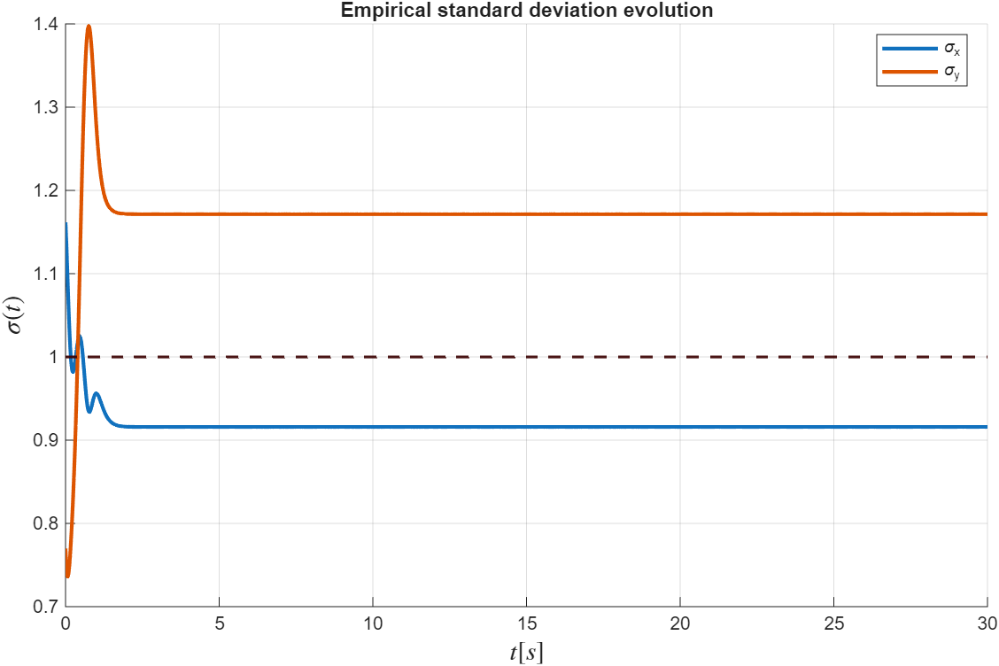 Empirical standard deviation evolution
σx
σy
1.4
1.3
1.2
1.1
1
0.9
0.8
0.7
σ(t)
0 5 10 15 20 25 30
t[s]